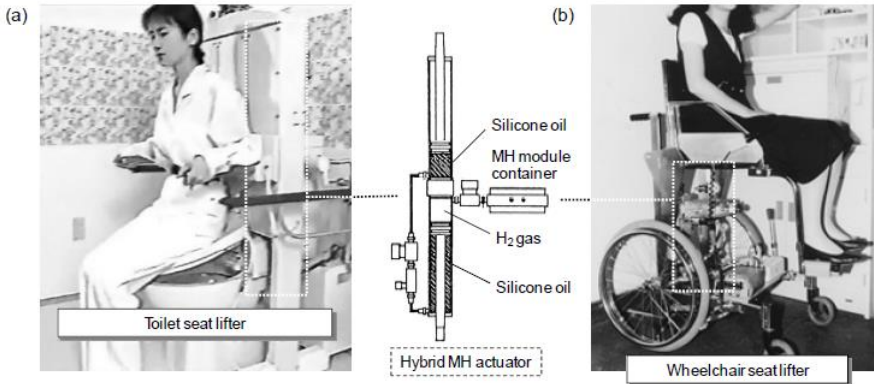 (a)
(b)
Silicone oil
MH module
container
H₂ gas
Silicone oil
Toilet seat lifter
Hybrid MH actuator
Wheelchair seat lifter